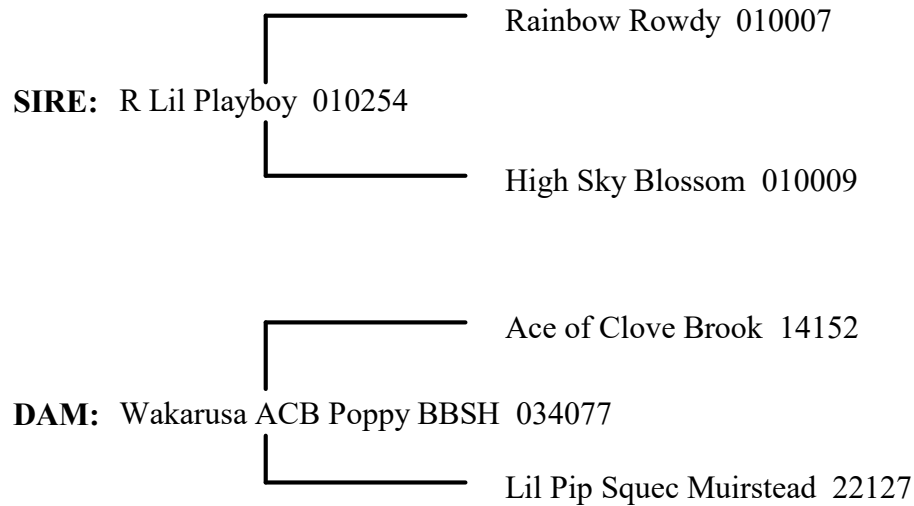 Rainbow Rowdy 010007
SIRE: R Lil Playboy 010254
High Sky Blossom 010009
Ace of Clove Brook 14152
DAM: Wakarusa ACB Poppy BBSH 034077
Lil Pip Squec Muirstead 22127